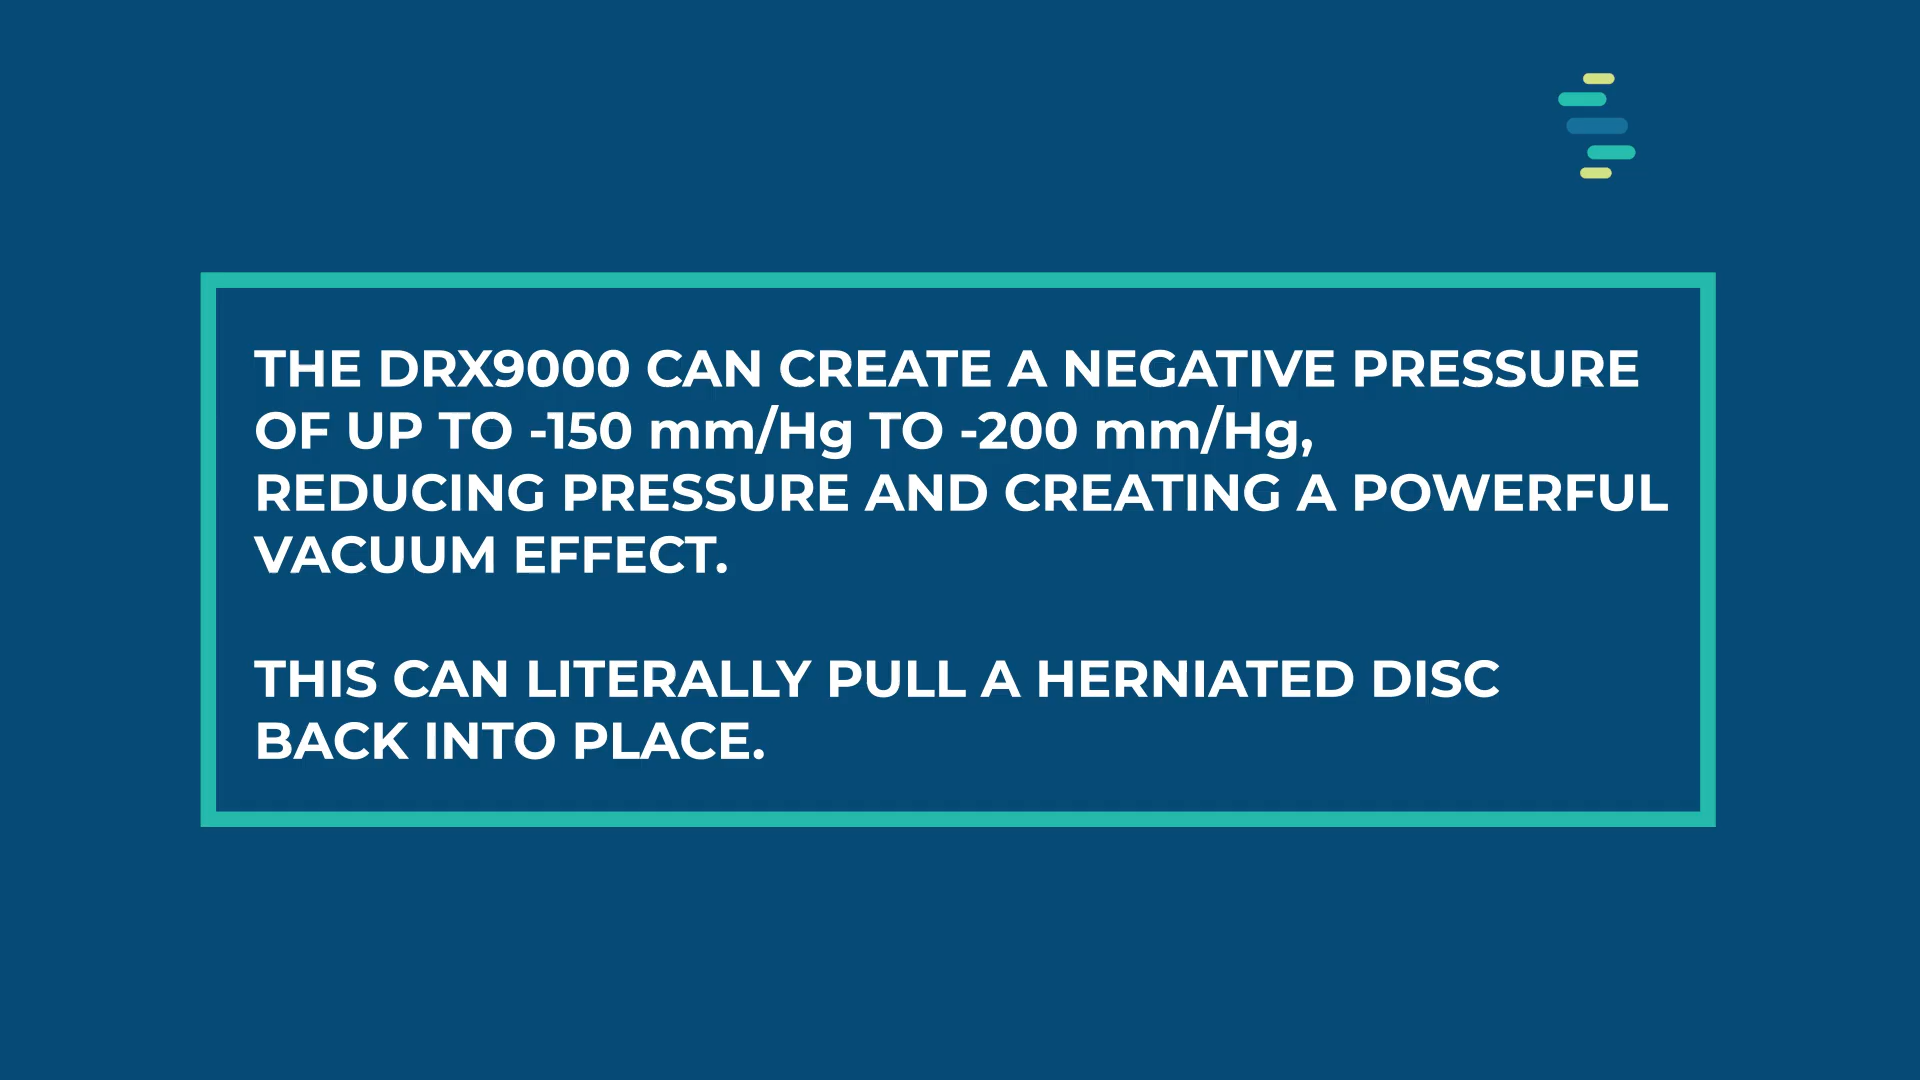 THE DRX9000 CAN CREATE A NEGATIVE PRESSURE
OF UP TO -150 mm/Hg TO -200 mm/Hg,
REDUCING PRESSURE AND CREATING A POWERFUL
VACUUM EFFECT.
THIS CAN LITERALLY PULL A HERNIATED DISC
BACK INTO PLACE.